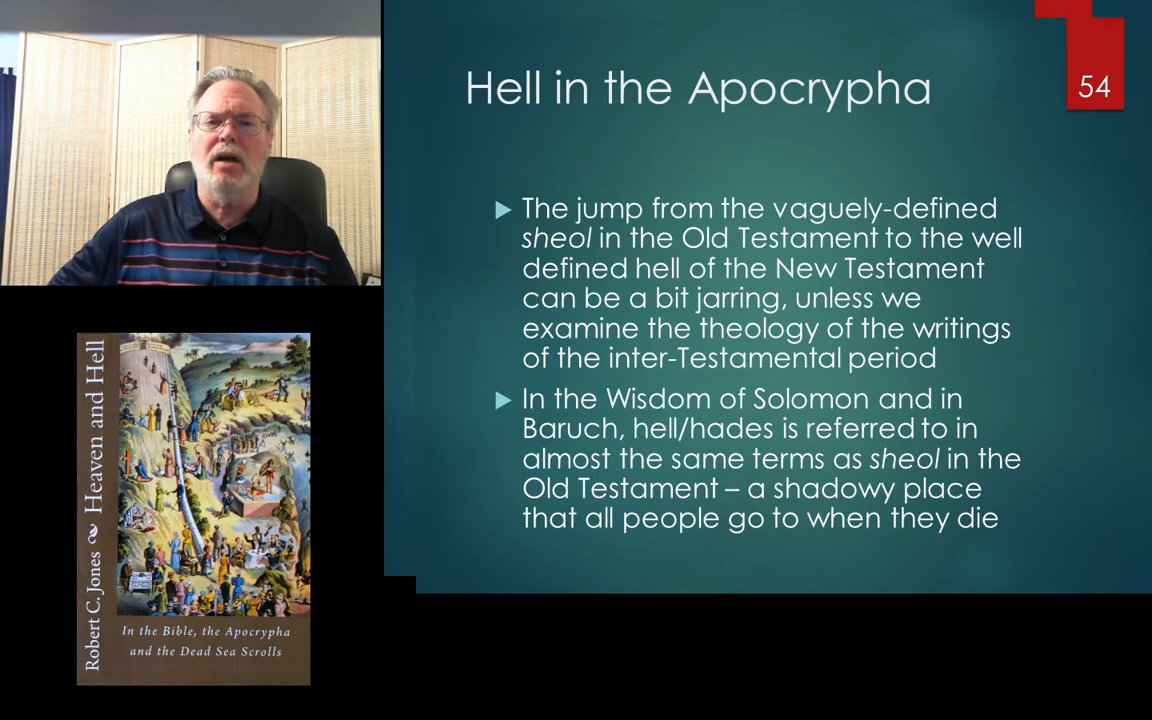 Hell in the Apocrypha
54
The jump from the vaguely-defined
sheol in the Old Testament to the well
defined hell of the New Testament
can be a bit jarring, unless we
examine the theology of the writings
of the inter-Testamental period
In the Wisdom of Solomon and in
Baruch, hell/hades is referred to in
almost the same terms as sheol in the
Old Testament – a shadowy place
that all people go to when they die
Robert C. Jones Heaven and Hell
In the Bible, the Apocrypha
and the Dead Sea Scrolls